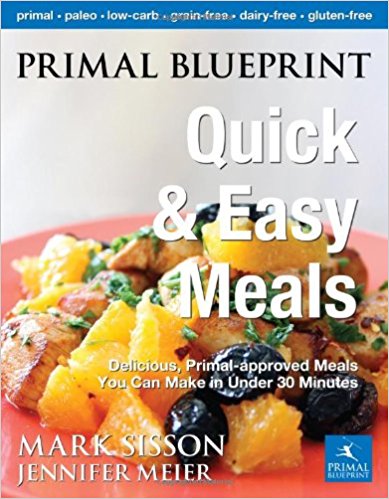 primal • paleo • low-carb • grain-free • dairy-free • gluten-free
PRIMAL BLUEPRINT
Quick
& Easy
Meals
Delicious, Primal-approved Meals
You Can Make in Under 30 Minutes
MARK SISSON
JENNIFER MEIER
PRIMAL
BLUEPRINT